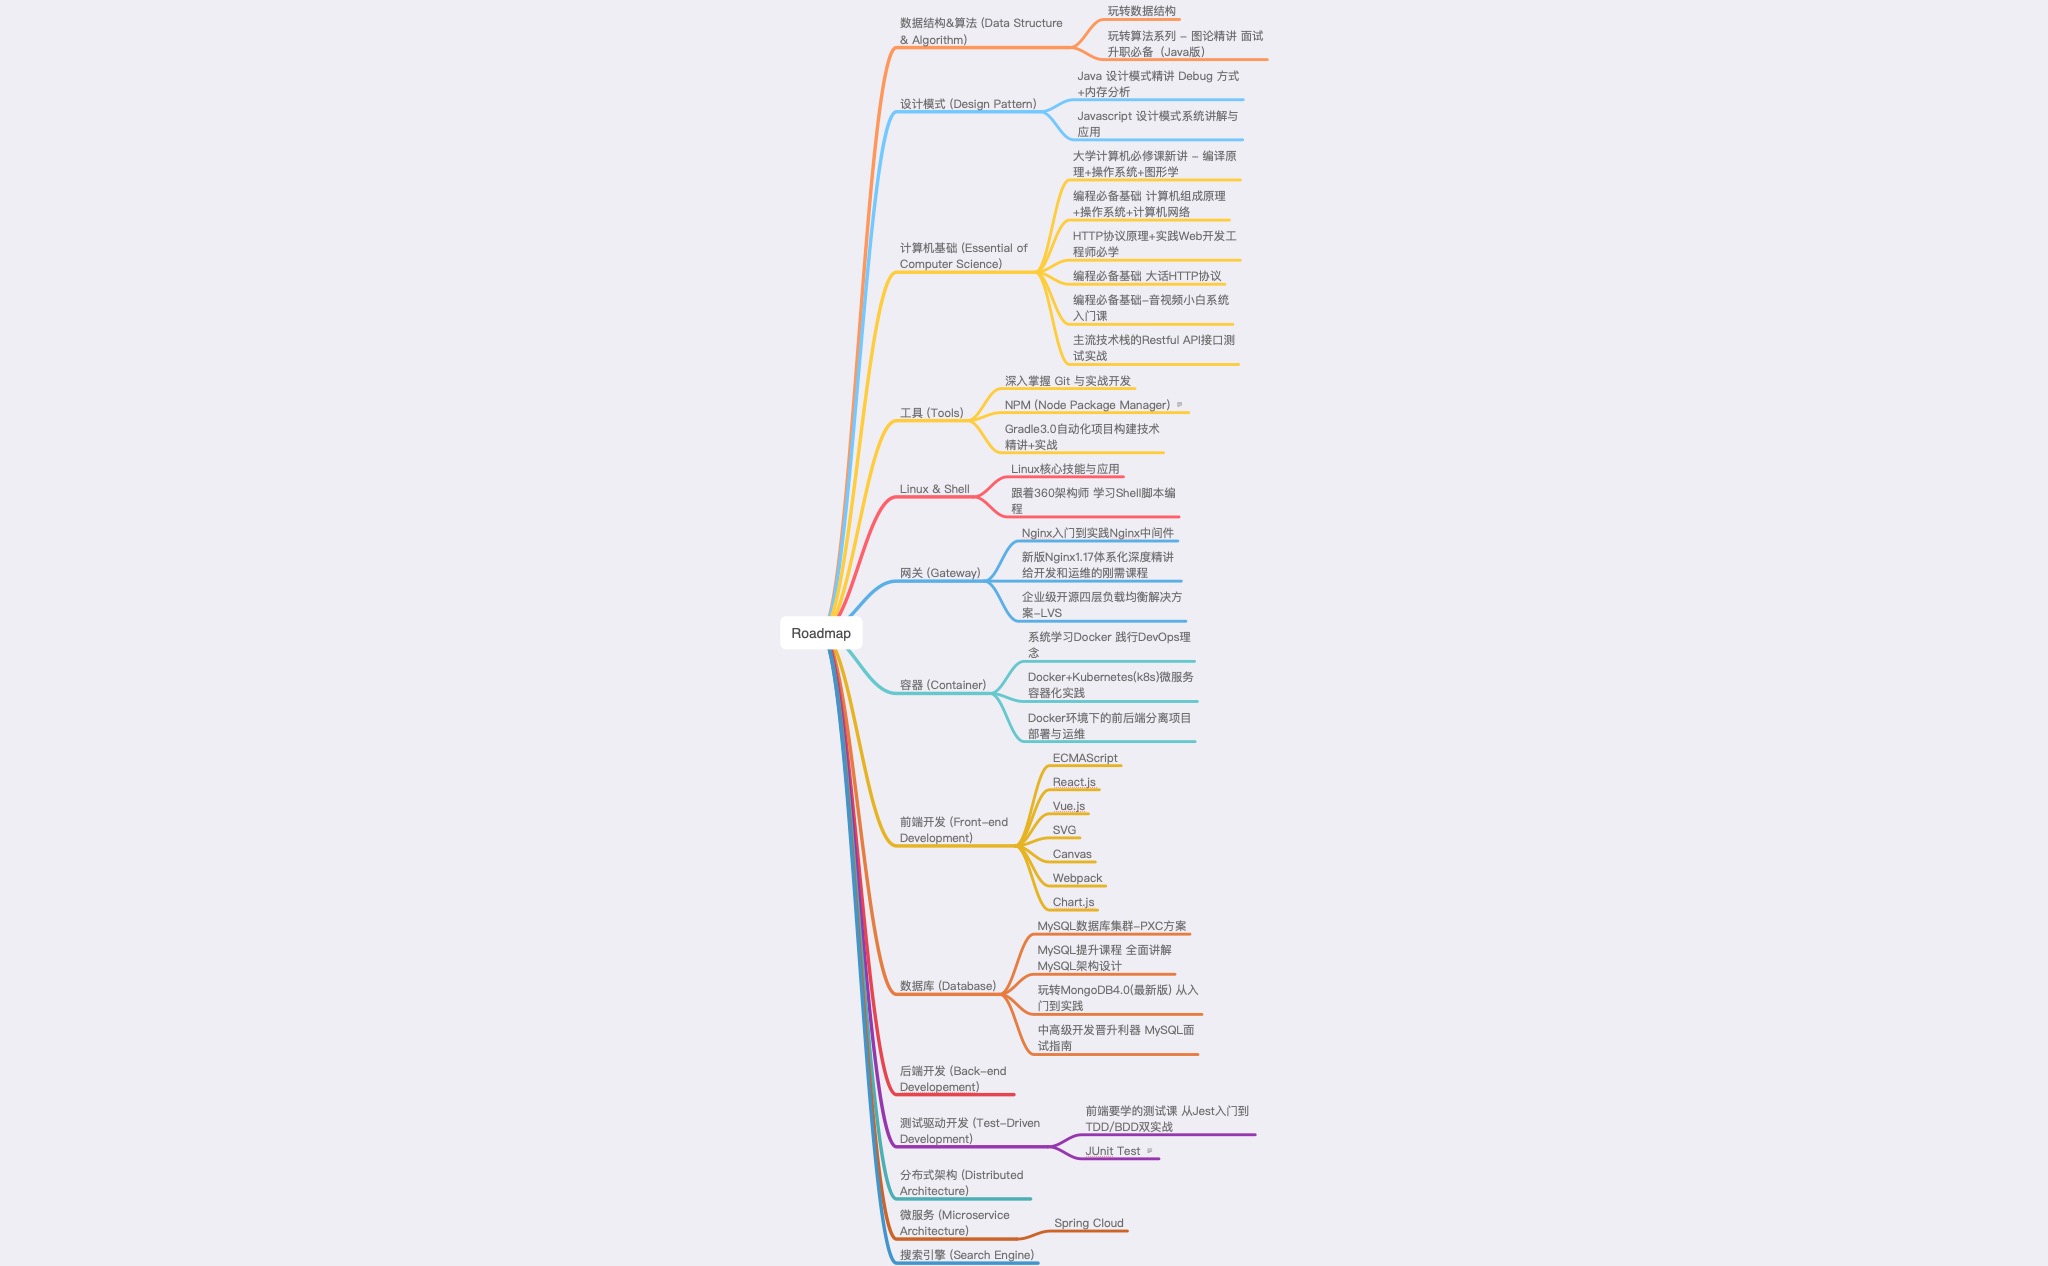 数据结构&算法 (Data Structure
& Algorithm)
玩转数据结构
玩转算法系列 - 图论精讲 面试
升职必备（Java版）
设计模式 (Design Pattern)
Java 设计模式精讲 Debug 方式
+内存分析
Javascript 设计模式系统讲解与
应用
计算机基础 (Essential of
Computer Science)
大学计算机必修课新讲 - 编译原
理+操作系统+图形学
编程必备基础 计算机组成原理
+操作系统+计算机网络
HTTP协议原理+实践Web开发工
程师必学
编程必备基础 大话HTTP协议
编程必备基础-音视频小白系统
入门课
主流技术栈的Restful API接口测
试实战
工具 (Tools)
深入掌握 Git 与实战开发
NPM (Node Package Manager)
Gradle3.0自动化项目构建技术
精讲+实战
Linux & Shell
Linux核心技能与应用
跟着360架构师 学习Shell脚本编
程
网关 (Gateway)
Nginx入门到实践Nginx中间件
新版Nginx1.17体系化深度精讲
给开发和运维的刚需课程
企业级开源四层负载均衡解决方
案-LVS
Roadmap
容器 (Container)
系统学习Docker 践行DevOps理
念
Docker+Kubernetes(k8s)微服务
容器化实践
Docker环境下的前后端分离项目
部署与运维
前端开发 (Front-end
Development)
ECMAScript
React.js
Vue.js
SVG
Canvas
Webpack
Chart.js
数据库 (Database)
MySQL数据库集群-PXC方案
MySQL提升课程 全面讲解
MySQL架构设计
玩转MongoDB4.0(最新版) 从入
门到实践
中高级开发晋升利器 MySQL面
试指南
后端开发 (Back-end
Developement)
测试驱动开发 (Test-Driven
Development)
前端要学的测试课 从Jest入门到
TDD/BDD双实战
JUnit Test
分布式架构 (Distributed
Architecture)
微服务 (Microservice
Architecture)
Spring Cloud
搜索引擎 (Search Engine)